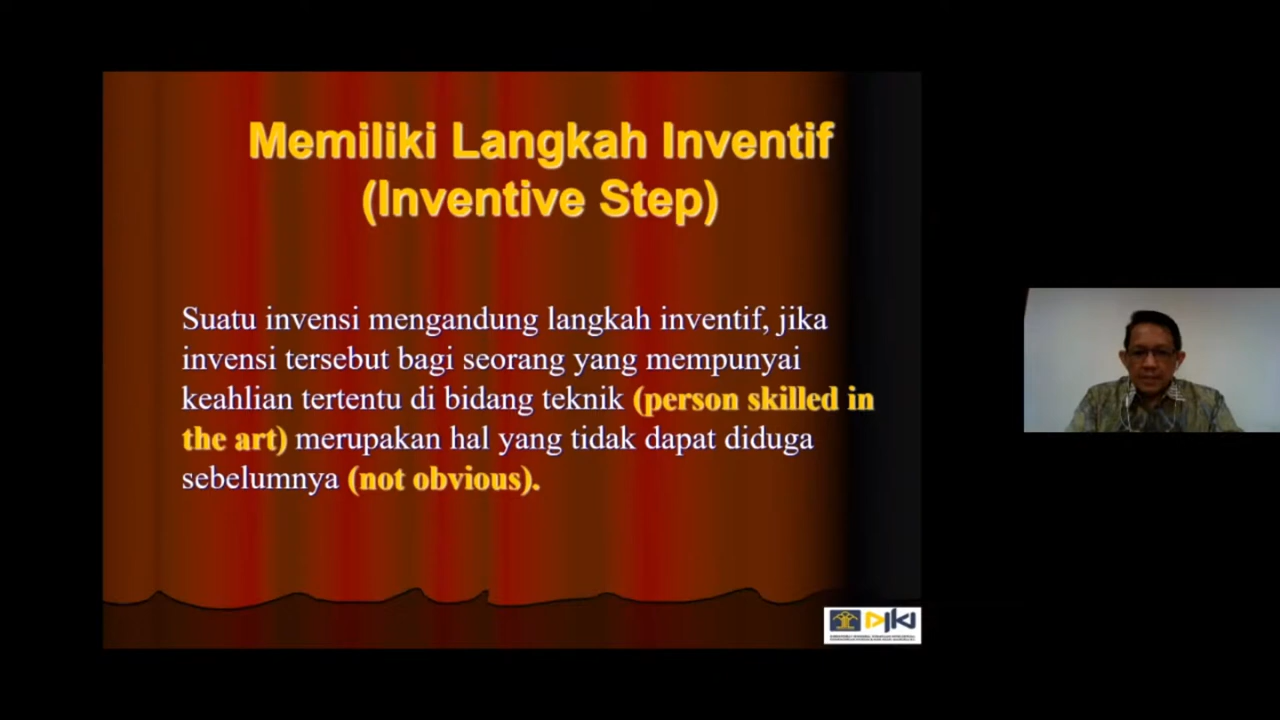 Memiliki Langkah Inventif
(Inventive Step)
Suatu invensi mengandung langkah inventif, jika
invensi tersebut bagi seorang yang mempunyai
keahlian tertentu di bidang teknik (person skilled in
the art) merupakan hal yang tidak dapat diduga
sebelumnya (not obvious).
DJKI